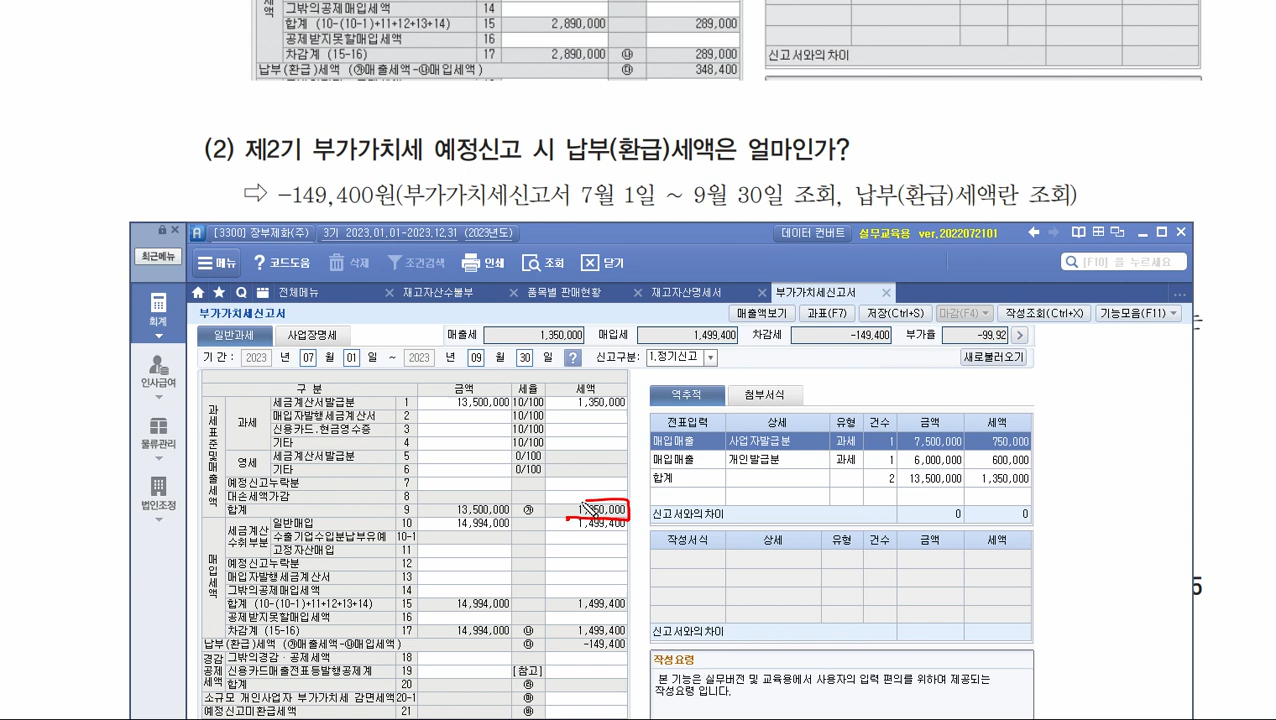 그밖의공제매입세액 14
합계 (10-(10-1)+11+12+13+14) 15 2,890,000 289,000
공제받지못할매입세액 16
차감계 (15-16) 17 2,890,000 ㉯ 289,000
납부(환급)세액 (㉮매출세액-㉯매입세액) ㉰ 348,400
신고서와의차이
(2) 제2기 부가가치세 예정신고 시 납부(환급)세액은 얼마인가?
⇨ -149,400원(부가가치세신고서 7월 1일 ~ 9월 30일 조회, 납부(환급)세액란 조회)
[3300] 장부제화(주) 3기 2023.01.01~2023.12.31 (2023년도) 데이터 컨버트 실무교육용 ver.2022072101
최근메뉴 메뉴 ? 코드도움 삭제 조건검색 인쇄 조회 닫기 [F10] 를 누르세요
전체메뉴 재고자산수불부 품목별 판매현황 재고자산명세서 부가가치세신고서
회계
인사급여
물류관리
법인조정
부가가치세신고서 매출액보기 과표(F7) 저장(Ctrl+S) 마감(F4) 작성조회(Ctrl+X) 기능모음(F11)
일반과세 사업장명세 매출세 1,350,000 매입세 1,499,400 차감세 -149,400 부가율 -99,92
기 간 : 2023 년 07 월 01 일 ~ 2023 년 09 월 30 일 ? 신고구분: 1.정기신고 새로불러오기
구 분 금액 세율 세액
과세표준및매출세액
과세 세금계산서발급분 1 13,500,000 10/100 1,350,000
매입자발행세금계산서 2 10/100
신용카드.현금영수증 3 10/100
기타 4 10/100
영세 세금계산서발급분 5 0/100
기타 6 0/100
예정신고누락분 7
대손세액가감 8
합계 9 13,500,000 ㉮ 1,350,000
매입세액
세금계산수취부분 일반매입 10 14,994,000 1,499,400
수출기업수입분납부유예 10-1
고정자산매입 11
예정신고누락분 12
매입자발행세금계산서 13
그밖의공제매입세액 14
합계 (10-(10-1)+11+12+13+14) 15 14,994,000 1,499,400
공제받지못할매입세액 16
차감계 (15-16) 17 14,994,000 ㉯ 1,499,400
납부(환급)세액 (㉮매출세액-㉯매입세액) ㉰ -149,400
경감공제세액
그밖의경감·공제세액 18
신용카드매출전표등발행공제계 19 [참고]
합계 20 ㉱
소규모 개인사업자 부가가치세 감면세액 20-1 ㉲
예정신고미환급세액 21 ㉳
역추적 첨부서식
전표입력 상세 유형 건수 금액 세액
매입매출 사업자발급분 과세 1 7,500,000 750,000
매입매출 개인발급분 과세 1 6,000,000 600,000
합계 2 13,500,000 1,350,000
신고서와의차이 0 0
작성서식 상세 유형 건수 금액 세액
신고서와의차이
작성요령
본 기능은 실무버전 및 교육용에서 사용자의 입력 편의를 위하며 제공되는
작성요령 입니다.